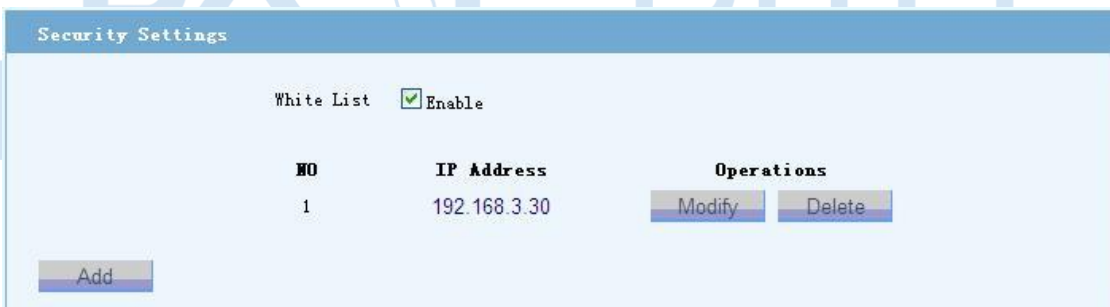 Security Settings
White List Enable
NO IP Address Operations
1 192.168.3.30 Modify Delete
Add